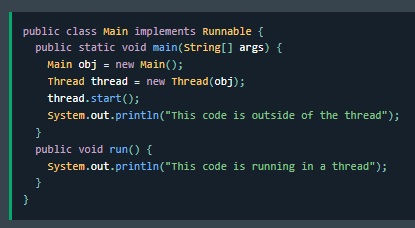 public class Main implements Runnable {
  public static void main(String[] args) {
    Main obj = new Main();
    Thread thread = new Thread(obj);
    thread.start();
    System.out.println("This code is outside of the thread");
  }
  public void run() {
    System.out.println("This code is running in a thread");
  }
}